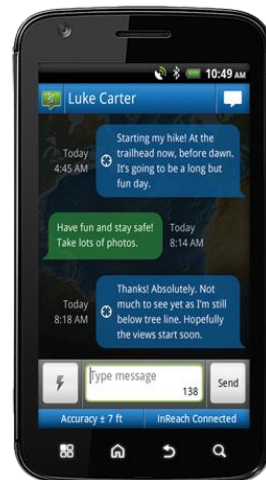 10:49 AM
Luke Carter
Starting my hike! At the
trailhead now, before dawn.
It's going to be a long but
fun day.
Today
4:45 AM
Have fun and stay safe!
Take lots of photos.
Today
8:14 AM
Thanks! Absolutely. Not
much to see yet as I'm still
below tree line. Hopefully
the views start soon.
Today
8:18 AM
Type message
138
Send
Accuracy ± 7 ft
InReach Connected